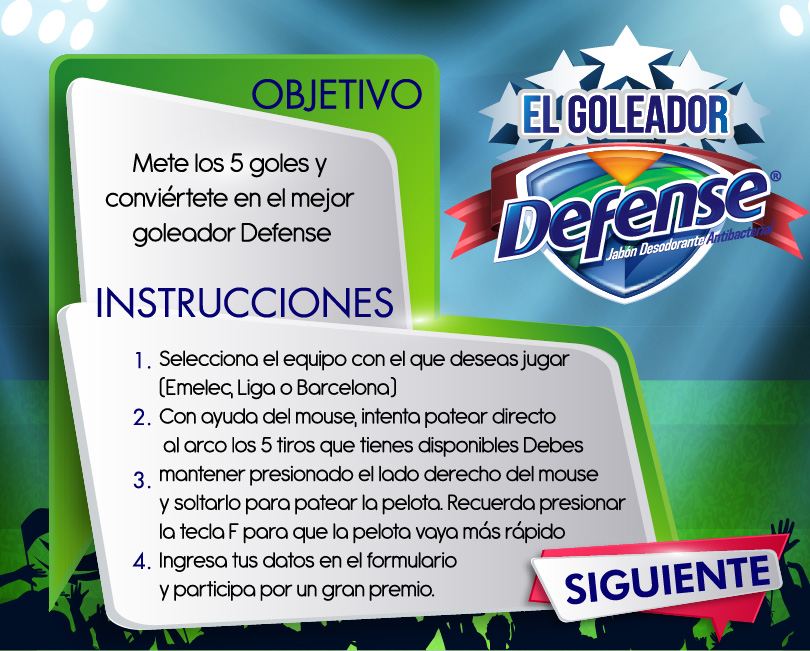 OBJETIVO
Mete los 5 goles y
conviértete en el mejor
goleador Defense
EL GOLEADOR
Defense®
Jabón Desodorante Antibacterial
INSTRUCCIONES
1. Selecciona el equipo con el que deseas jugar
(Emelec, Liga o Barcelona)
2. Con ayuda del mouse, intenta patear directo
al arco los 5 tiros que tienes disponibles Debes
3. mantener presionado el lado derecho del mouse
y soltarlo para patear la pelota. Recuerda presionar
la tecla F para que la pelota vaya más rápido
4. Ingresa tus datos en el formulario
y participa por un gran premio.
SIGUIENTE